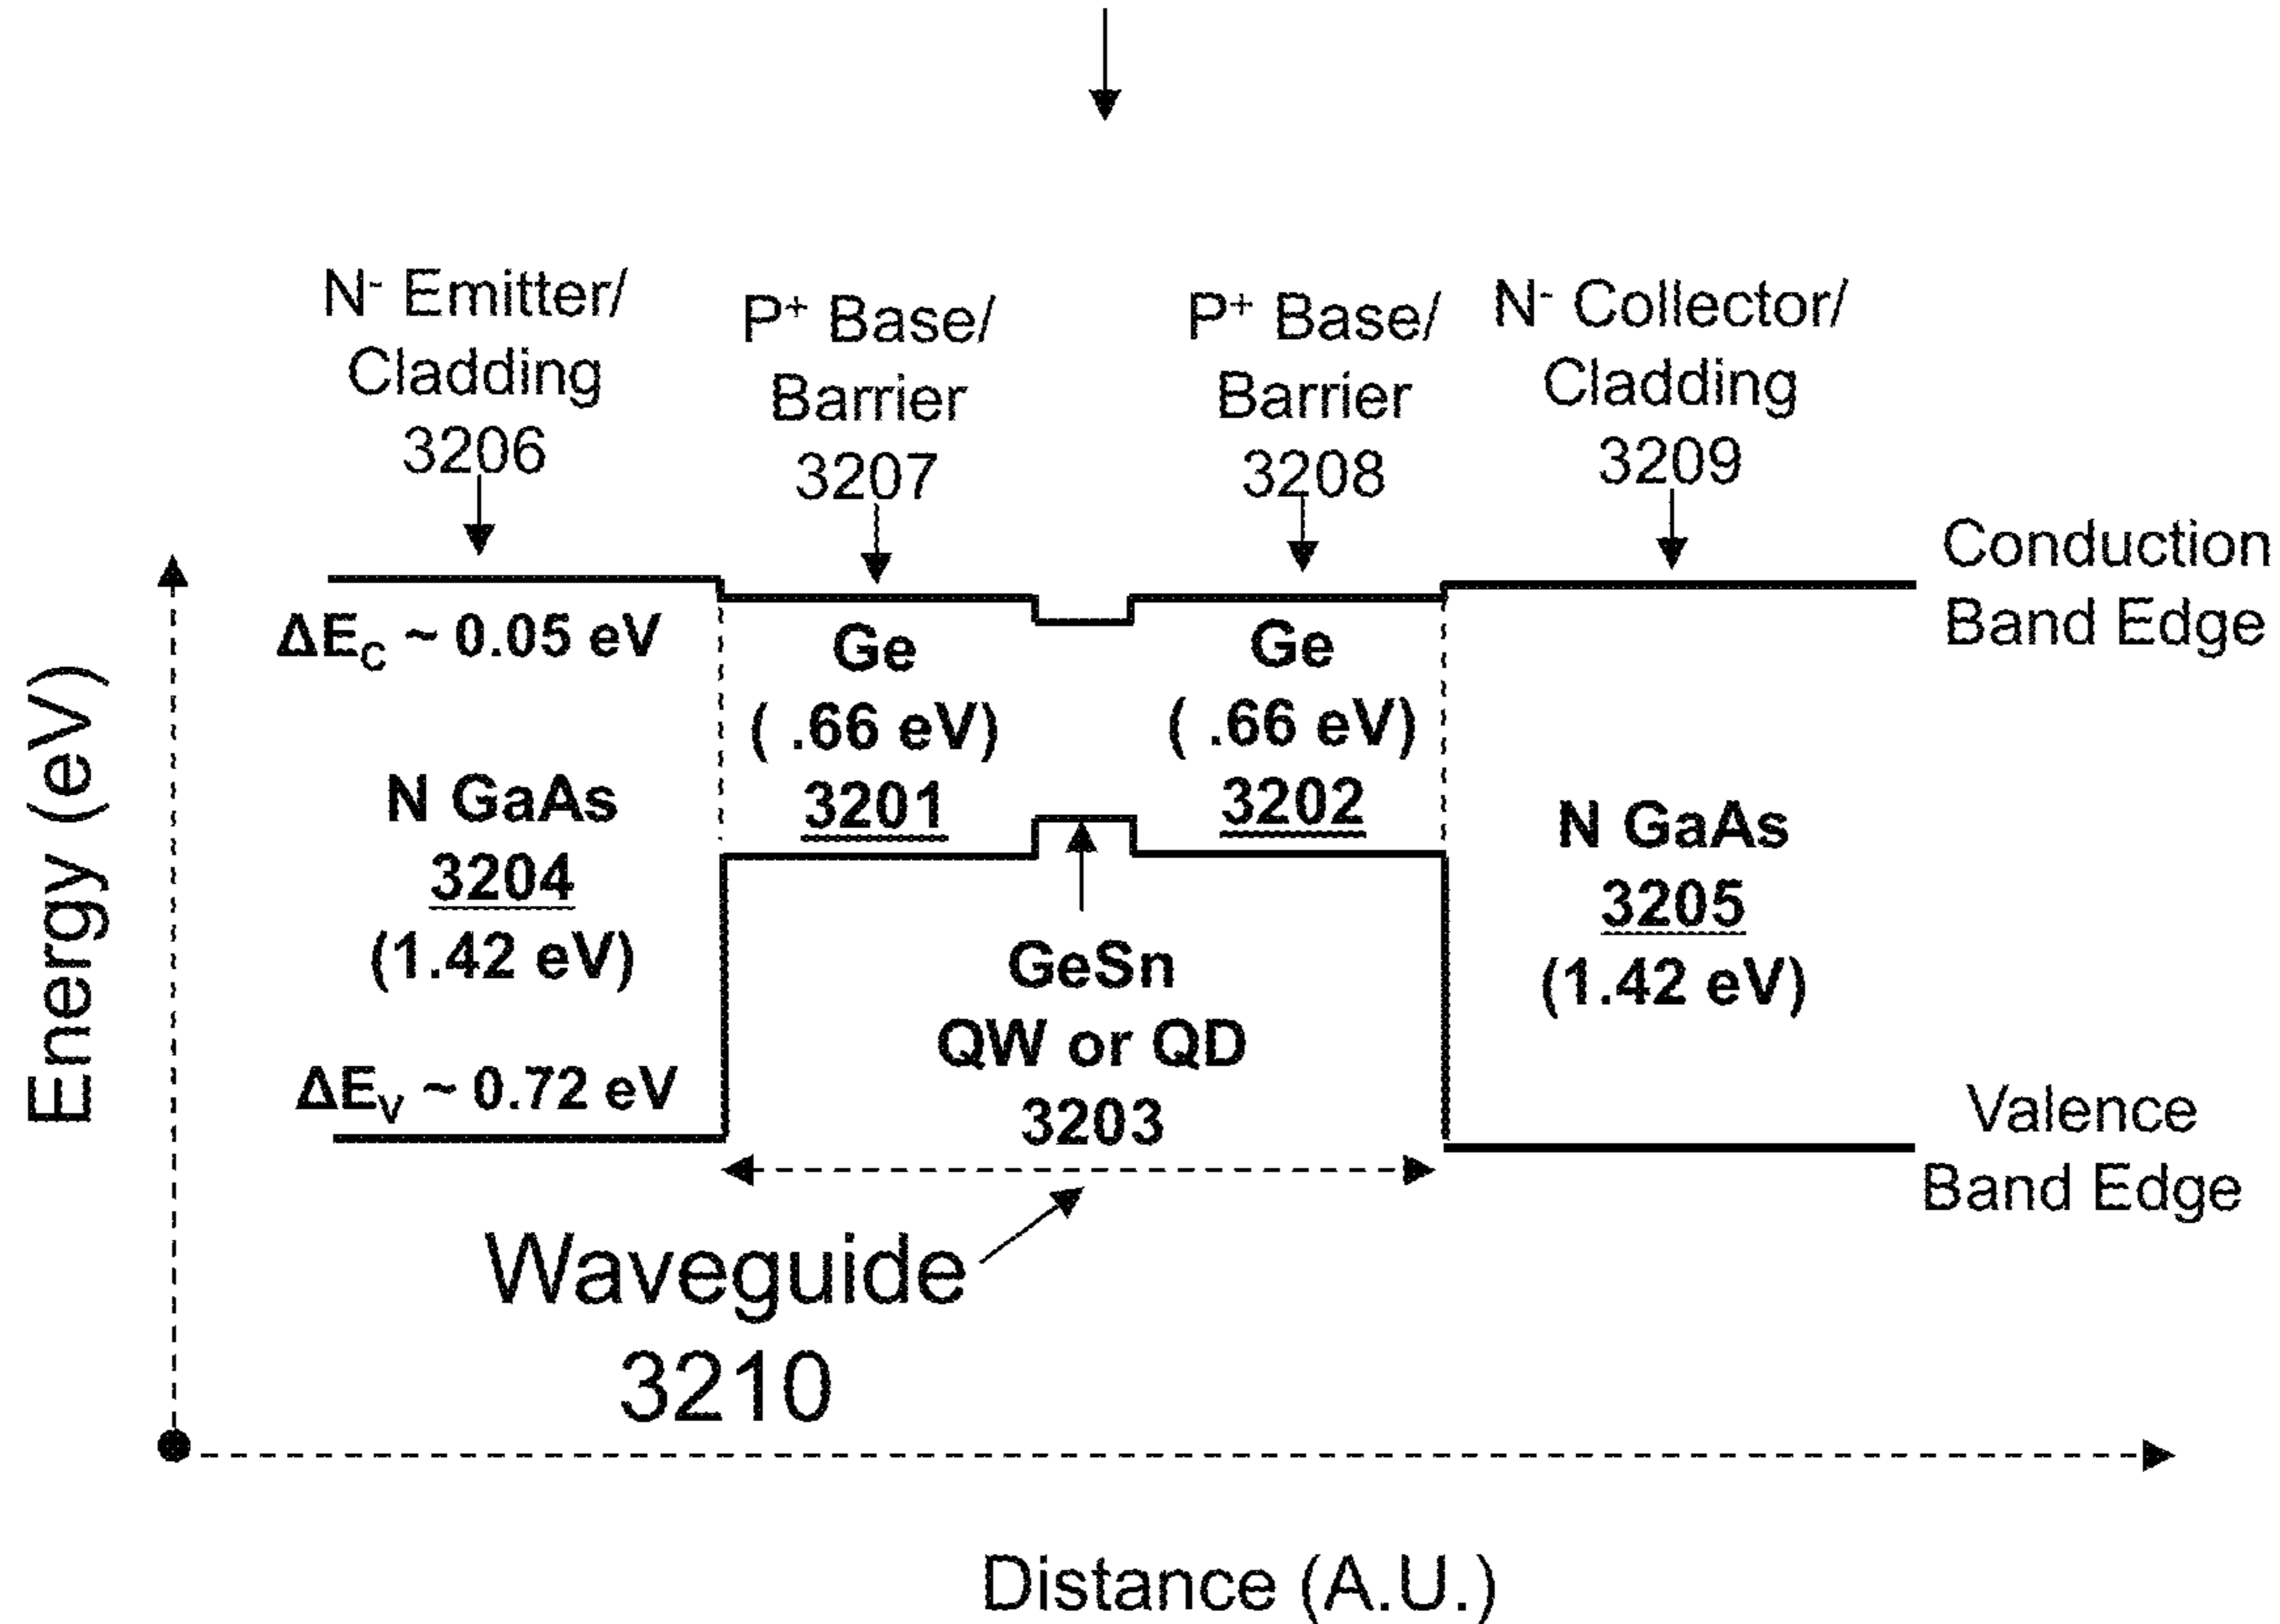 N- Emitter/
Cladding
3206
P+ Base/
Barrier
3207
P+ Base/
Barrier
3208
N- Collector/
Cladding
3209
Conduction
Band Edge
ΔEC ~ 0.05 eV
Ge
( .66 eV)
3201
Ge
( .66 eV)
3202
N GaAs
3204
(1.42 eV)
N GaAs
3205
(1.42 eV)
GeSn
QW or QD
3203
ΔEV ~ 0.72 eV
Valence
Band Edge
Waveguide
3210
Energy (eV)
Distance (A.U.)